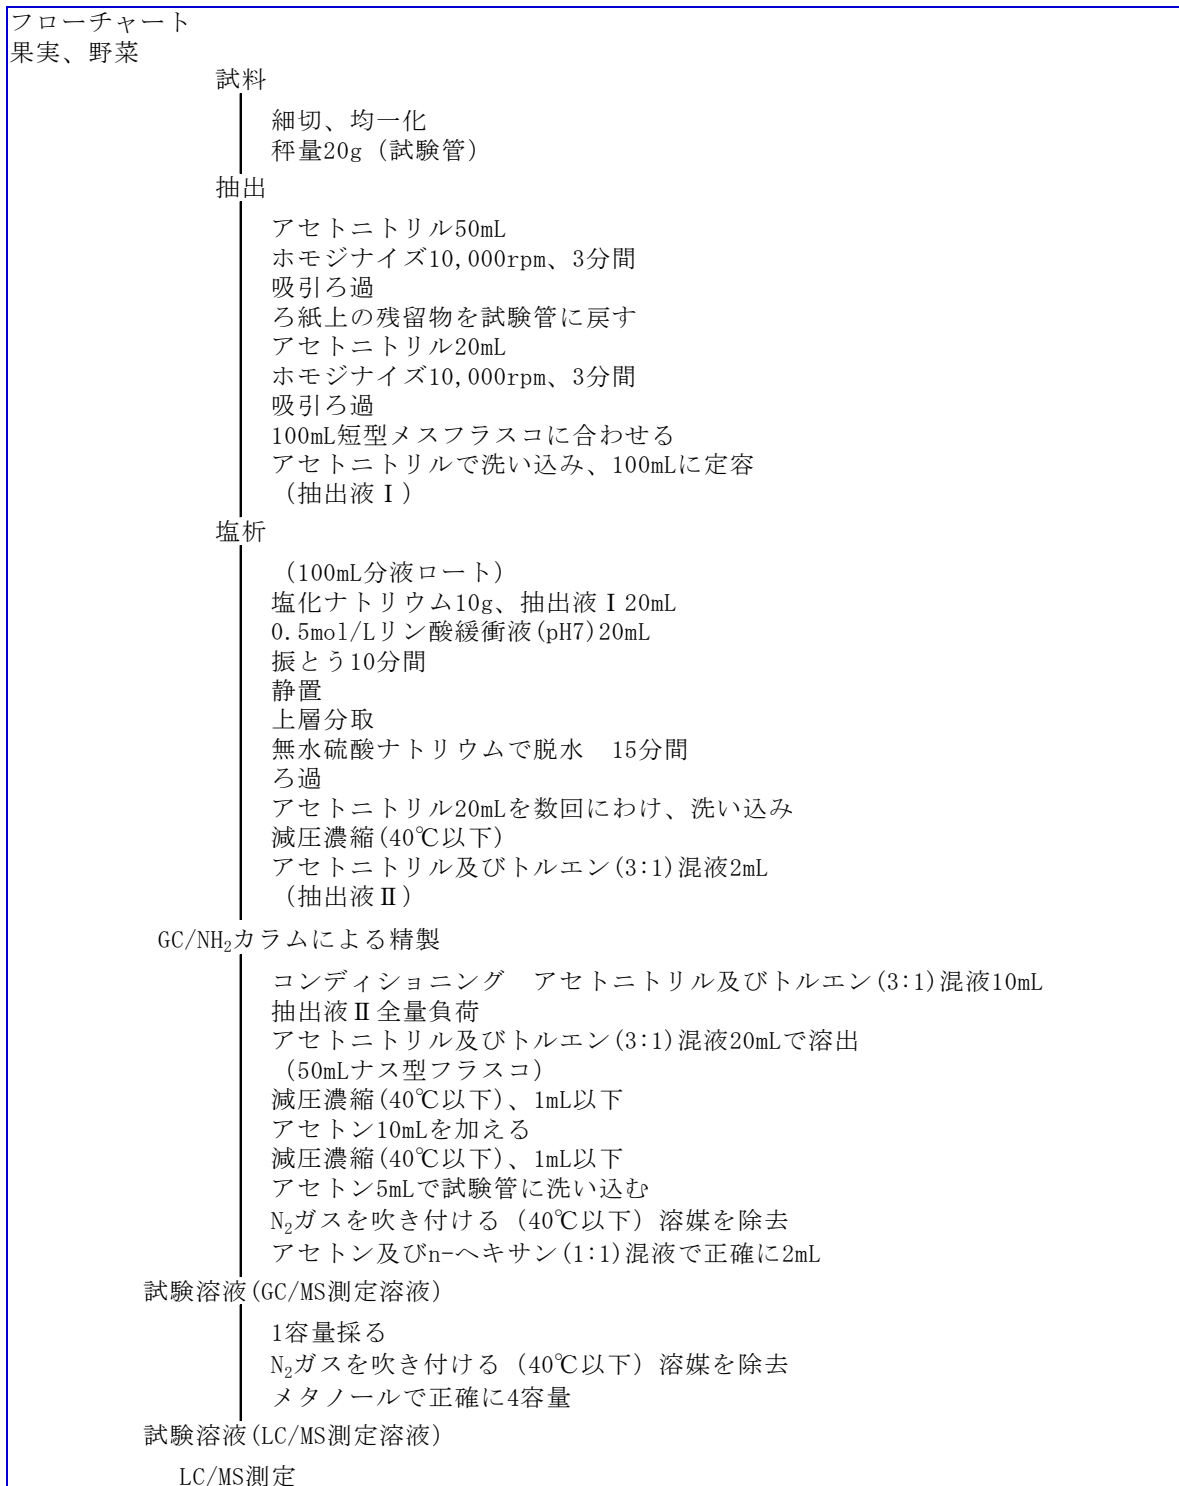 フローチャート
果実、野菜
試料
細切、均一化
秤量20g（試験管）
抽出
アセトニトリル50mL
ホモジナイズ10,000rpm、3分間
吸引ろ過
ろ紙上の残留物を試験管に戻す
アセトニトリル20mL
ホモジナイズ10,000rpm、3分間
吸引ろ過
100mL短型メスフラスコに合わせる
アセトニトリルで洗い込み、100mLに定容
（抽出液Ⅰ）
塩析
（100mL分液ロート）
塩化ナトリウム10g、抽出液Ⅰ20mL
0.5mol/Lリン酸緩衝液(pH7)20mL
振とう10分間
静置
上層分取
無水硫酸ナトリウムで脱水　15分間
ろ過
アセトニトリル20mLを数回にわけ、洗い込み
減圧濃縮(40℃以下)
アセトニトリル及びトルエン(3:1)混液2mL
（抽出液Ⅱ）
GC/NH₂カラムによる精製
コンディショニング　アセトニトリル及びトルエン(3:1)混液10mL
抽出液Ⅱ全量負荷
アセトニトリル及びトルエン(3:1)混液20mLで溶出
（50mLナス型フラスコ）
減圧濃縮(40℃以下)、1mL以下
アセトン10mLを加える
減圧濃縮(40℃以下)、1mL以下
アセトン5mLで試験管に洗い込む
N₂ガスを吹き付ける（40℃以下）溶媒を除去
アセトン及びn-ヘキサン(1:1)混液で正確に2mL
試験溶液(GC/MS測定溶液)
1容量採る
N₂ガスを吹き付ける（40℃以下）溶媒を除去
メタノールで正確に4容量
試験溶液(LC/MS測定溶液)
LC/MS測定